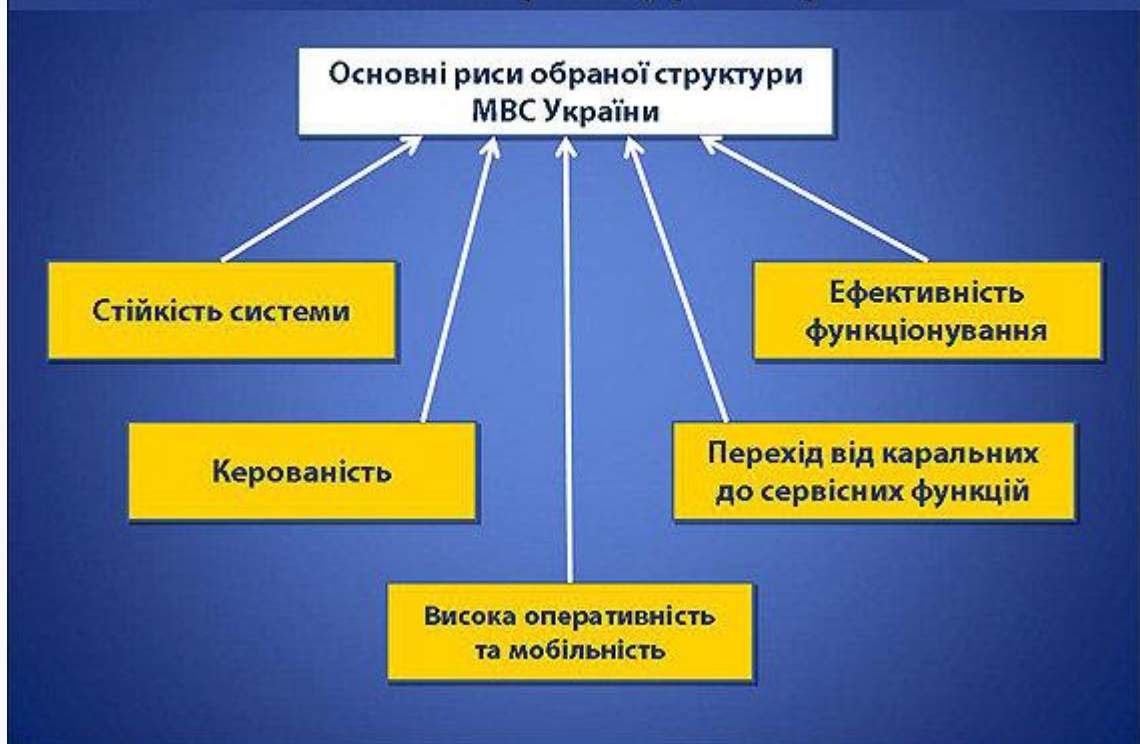 Основні риси обраної структури
МВС України
Стійкість системи
Ефективність
функціонування
Керованість
Перехід від каральних
до сервісних функцій
Висока оперативність
та мобільність